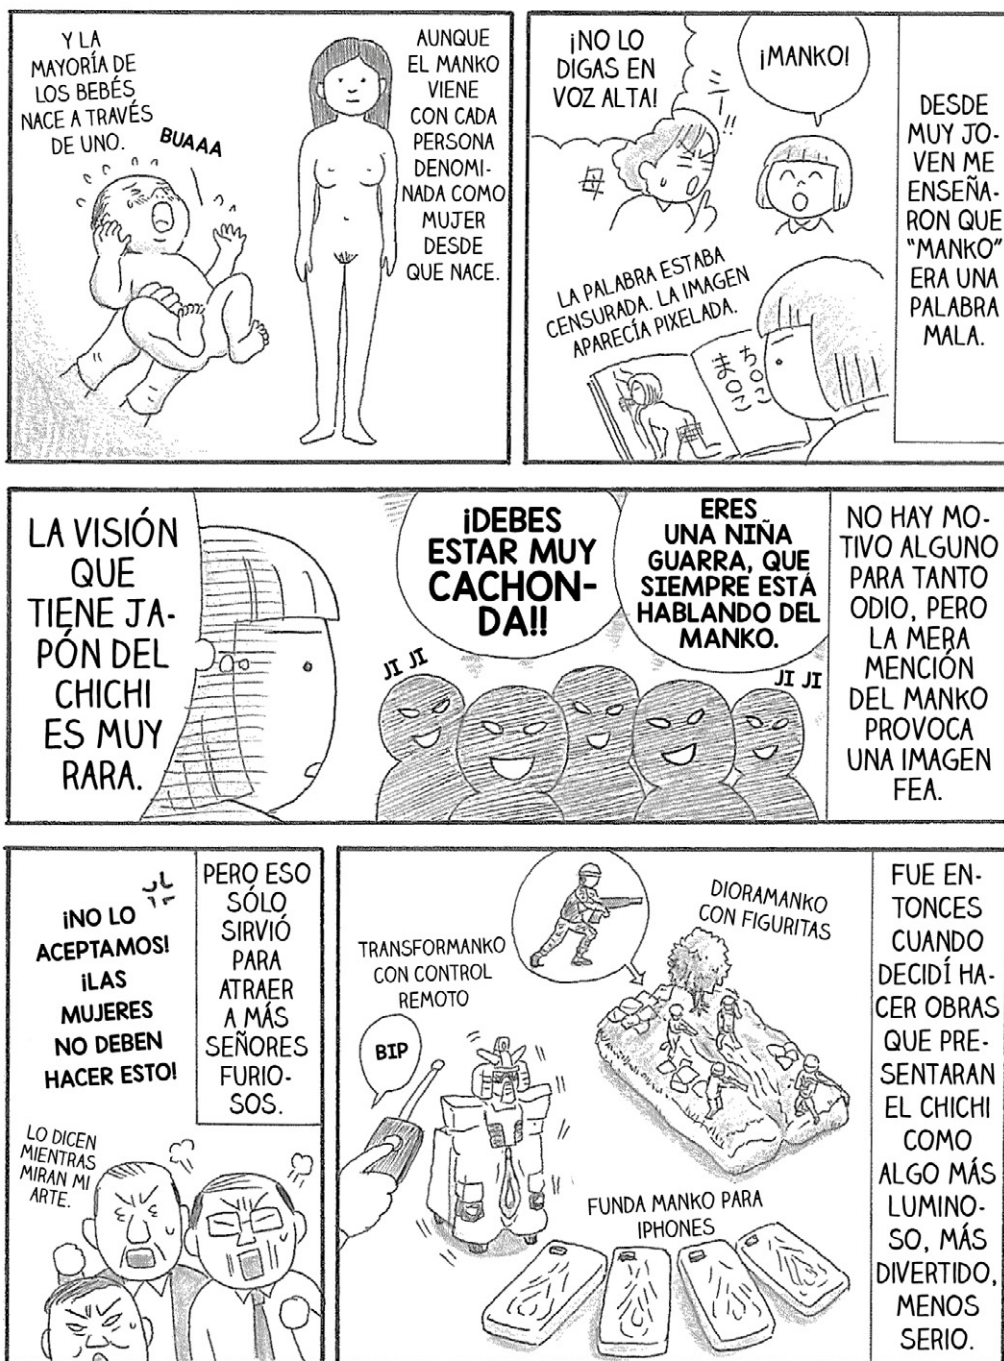 DESDE
MUY JO-
VEN ME
ENSEÑA-
RON QUE
"MANKO"
ERA UNA
PALABRA
MALA.
¡MANKO!
¡NO LO
DIGAS EN
VOZ ALTA!
!!
LA PALABRA ESTABA
CENSURADA. LA IMAGEN
APARECÍA PIXELADA.
ち○こ
ま○こ
AUNQUE
EL MANKO
VIENE
CON CADA
PERSONA
DENOMI-
NADA COMO
MUJER
DESDE
QUE NACE.
Y LA
MAYORÍA DE
LOS BEBÉS
NACE A TRAVÉS
DE UNO.
BUAAA
NO HAY MO-
TIVO ALGUNO
PARA TANTO
ODIO, PERO
LA MERA
MENCIÓN
DEL MANKO
PROVOCA
UNA IMAGEN
FEA.
ERES
UNA NIÑA
GUARRA, QUE
SIEMPRE ESTÁ
HABLANDO DEL
MANKO.
¡DEBES
ESTAR MUY
CACHON-
DA!!
JI JI
JI JI
LA VISIÓN
QUE
TIENE JA-
PÓN DEL
CHICHI
ES MUY
RARA.
FUE EN-
TONCES
CUANDO
DECIDÍ HA-
CER OBRAS
QUE PRE-
SENTARAN
EL CHICHI
COMO
ALGO MÁS
LUMINO-
SO, MÁS
DIVERTIDO,
MENOS
SERIO.
DIORAMANKO
CON FIGURITAS
TRANSFORMANKO
CON CONTROL
REMOTO
BIP
FUNDA MANKO PARA
IPHONES
PERO ESO
SÓLO
SIRVIÓ
PARA
ATRAER
A MÁS
SEÑORES
FURIO-
SOS.
¡NO LO
ACEPTAMOS!
¡LAS
MUJERES
NO DEBEN
HACER ESTO!
LO DICEN
MIENTRAS
MIRAN MI
ARTE.